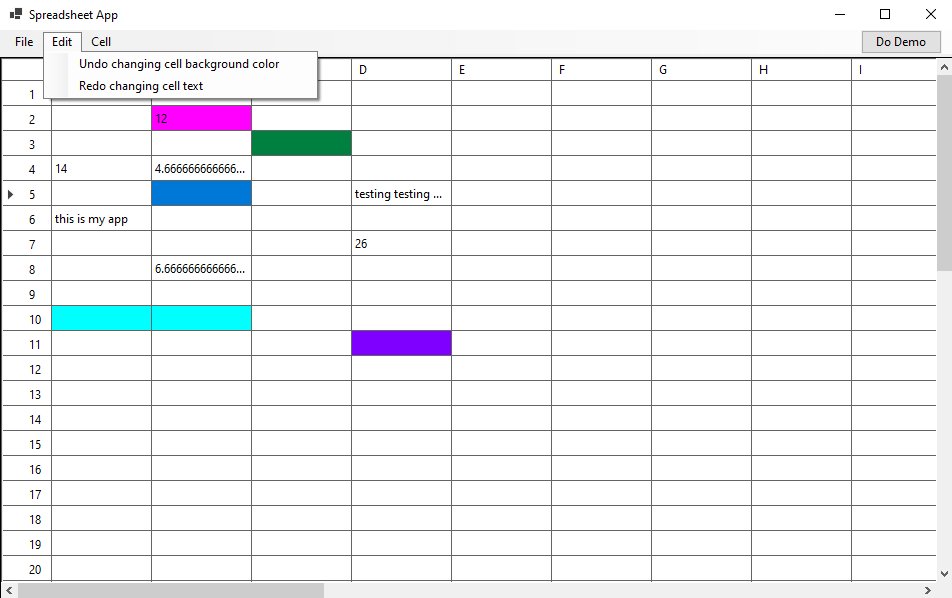 Spreadsheet App
File Edit Cell Do Demo
Undo changing cell background color
Redo changing cell text
D E F G H I
1
2 12
3
4 14 4.666666666666...
5 testing testing ...
6 this is my app
7 26
8 6.666666666666...
9
10
11
12
13
14
15
16
17
18
19
20